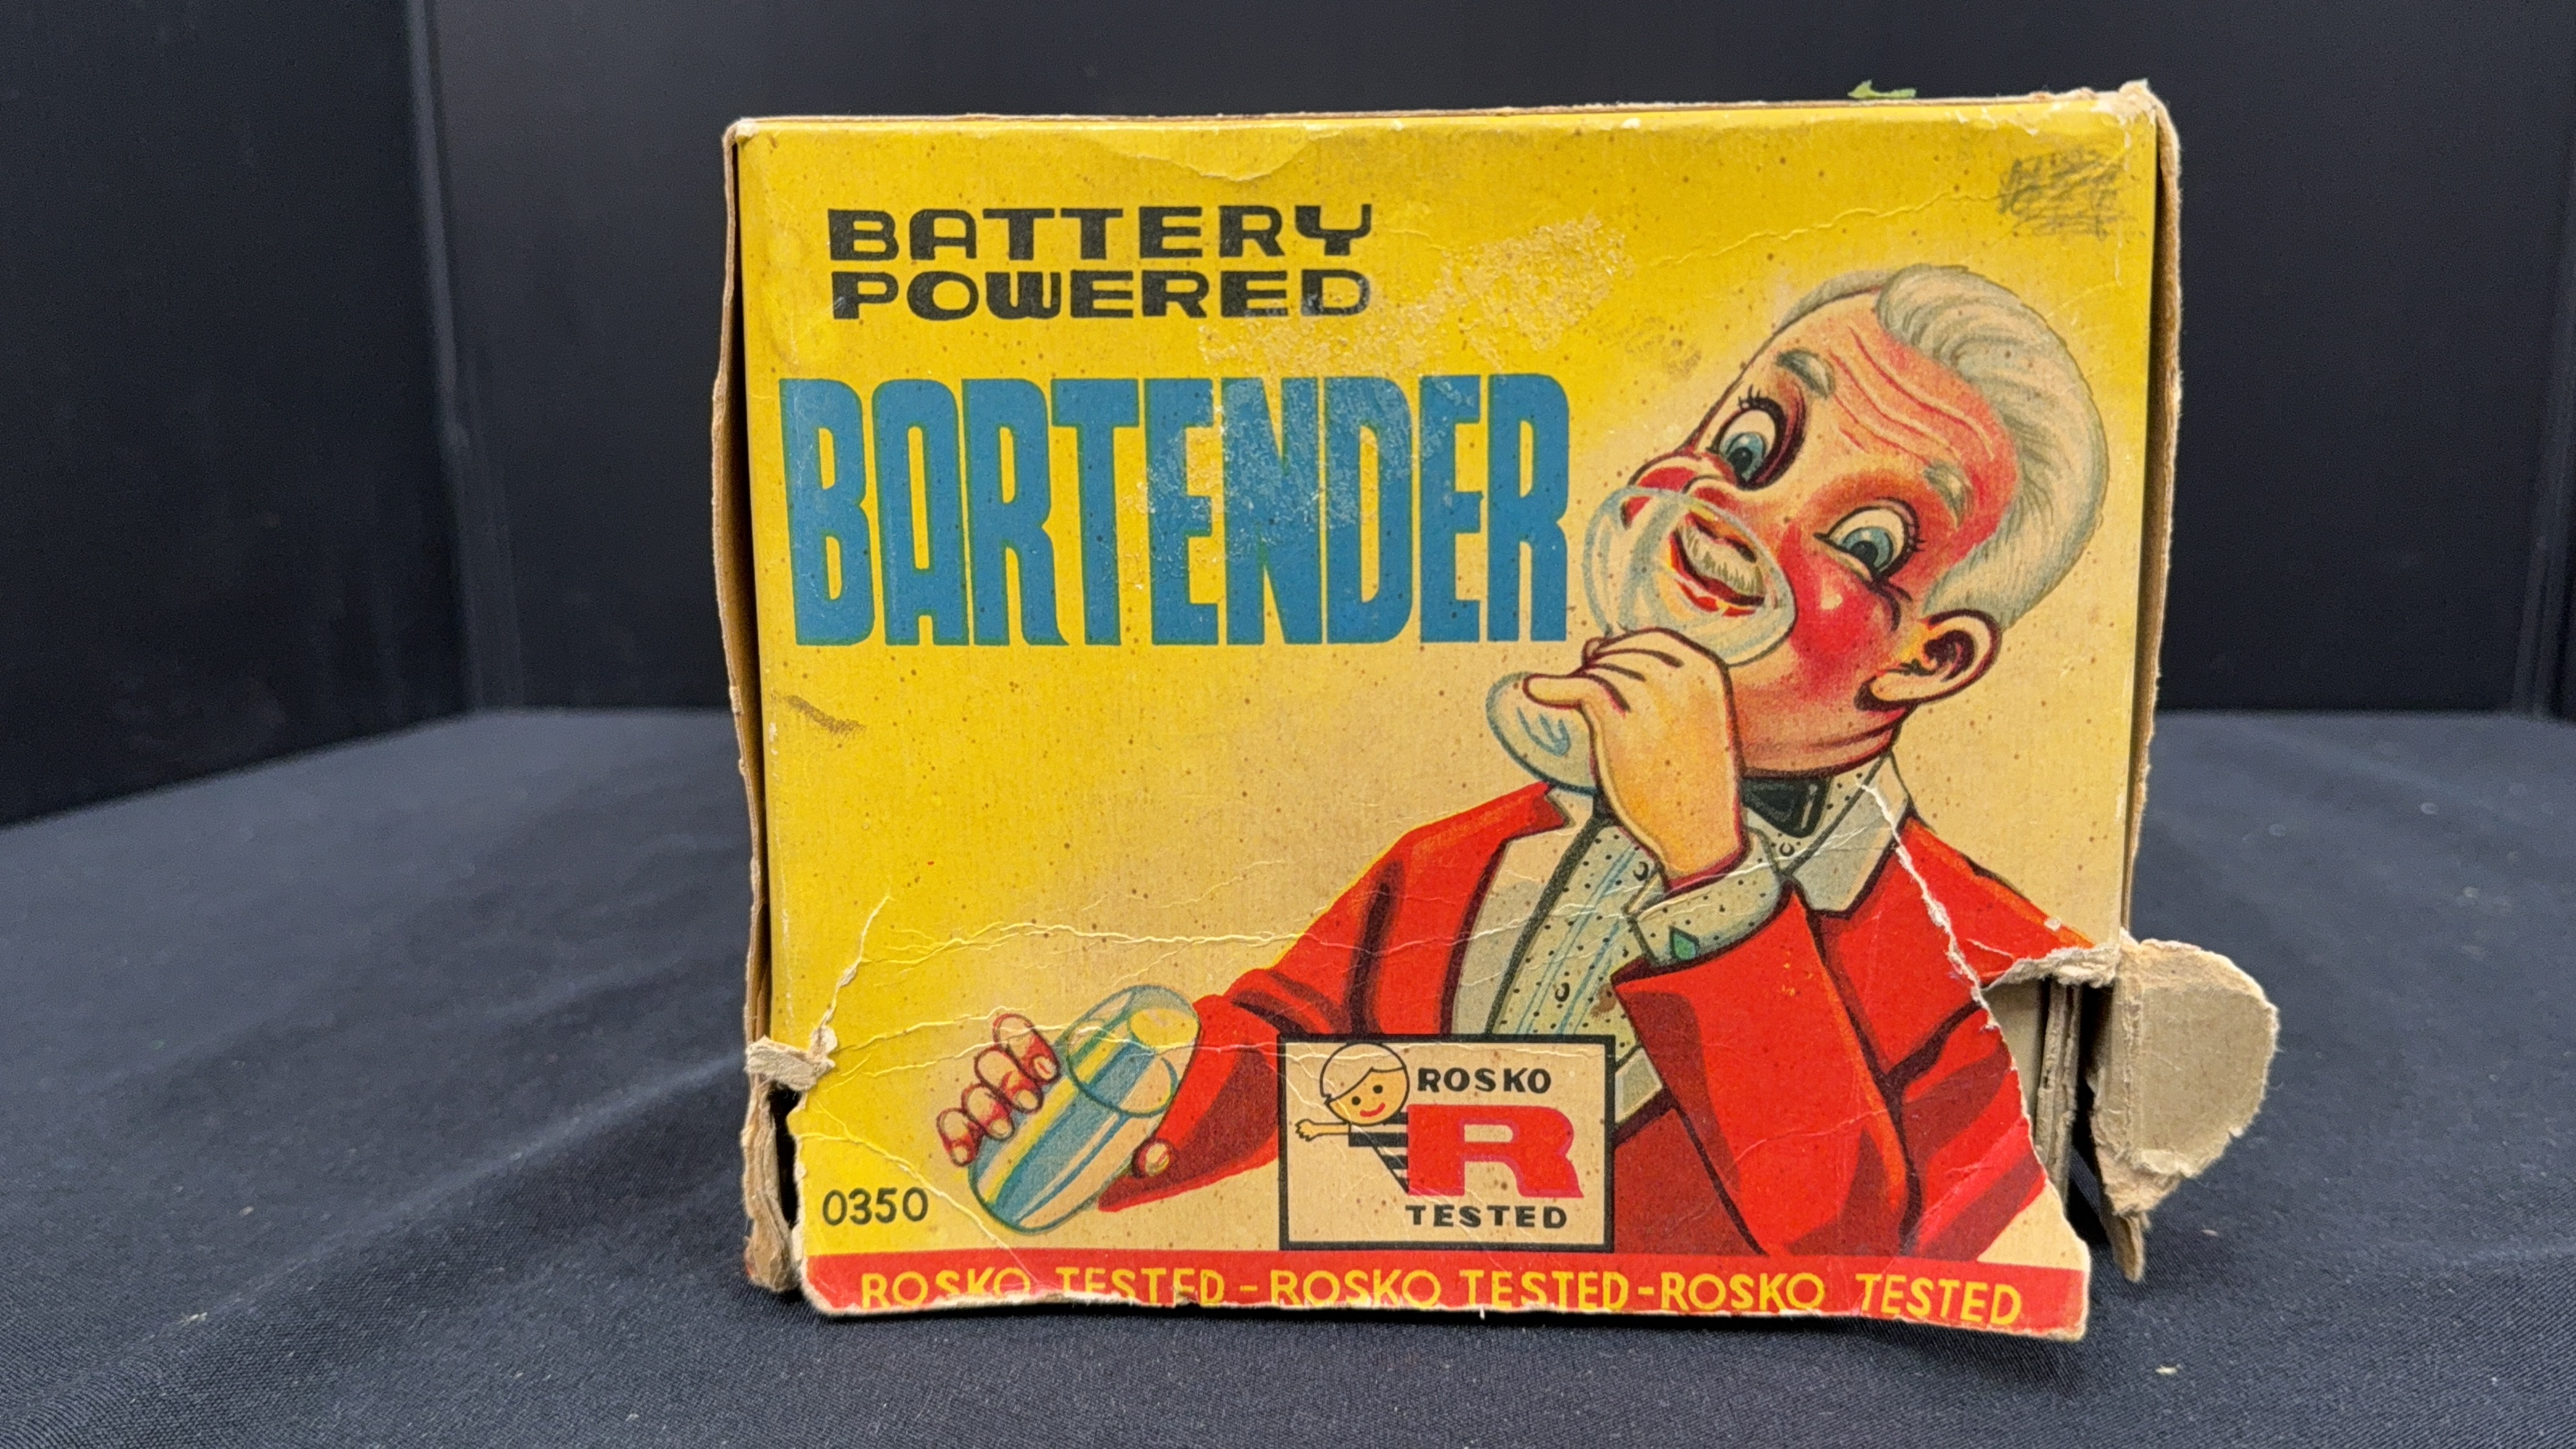 BATTERY
POWERED
BARTENDER
ROSKO
R
TESTED
0350
ROSKO TESTED-ROSKO TESTED-ROSKO TESTED